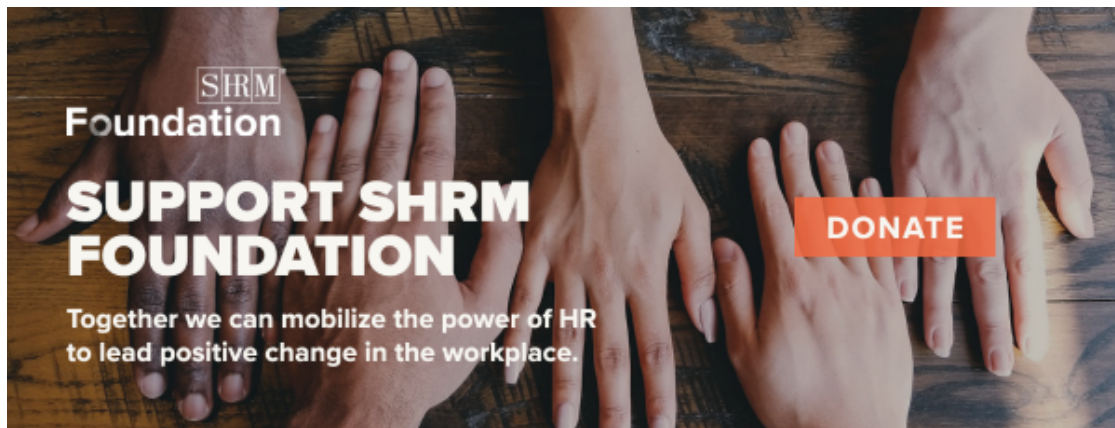 SHRM
Foundation
SUPPORT SHRM
FOUNDATION
Together we can mobilize the power of HR
to lead positive change in the workplace.
DONATE